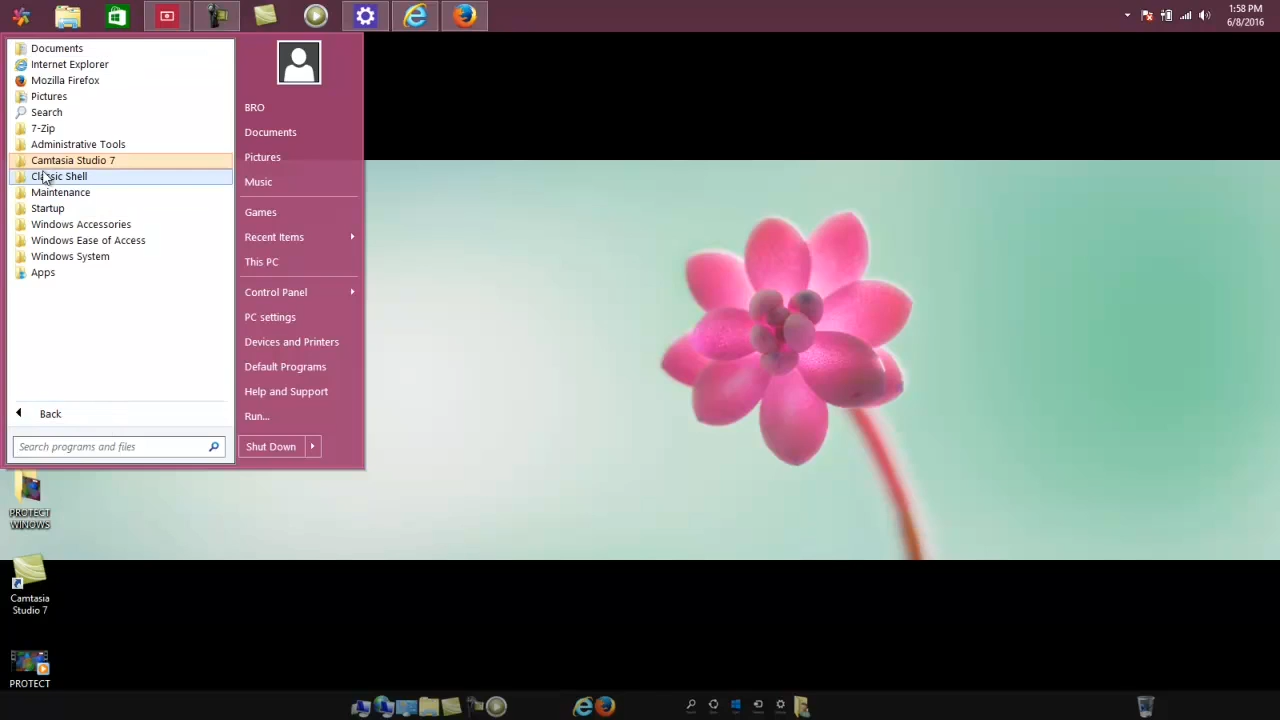 1:58 PM
6/8/2016
Documents
Internet Explorer
Mozilla Firefox
Pictures
Search
7-Zip
Administrative Tools
Camtasia Studio 7
Classic Shell
Maintenance
Startup
Windows Accessories
Windows Ease of Access
Windows System
Apps
Back
Search programs and files
BRO
Documents
Pictures
Music
Games
Recent Items
This PC
Control Panel
PC settings
Devices and Printers
Default Programs
Help and Support
Run...
Shut Down
PROTECT
WINOWS
Camtasia
Studio 7
PROTECT